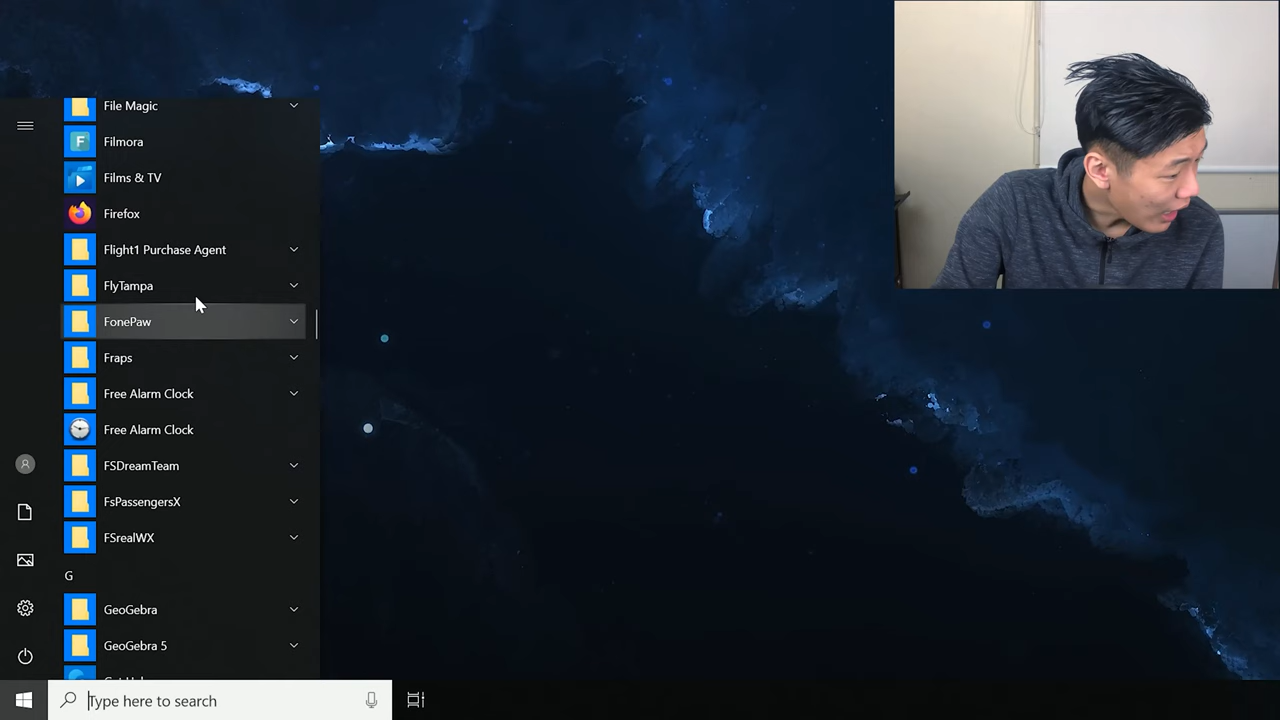 File Magic
Filmora
Films & TV
Firefox
Flight1 Purchase Agent
FlyTampa
FonePaw
Fraps
Free Alarm Clock
Free Alarm Clock
FSDreamTeam
FsPassengersX
FSrealWX
G
GeoGebra
GeoGebra 5
Type here to search